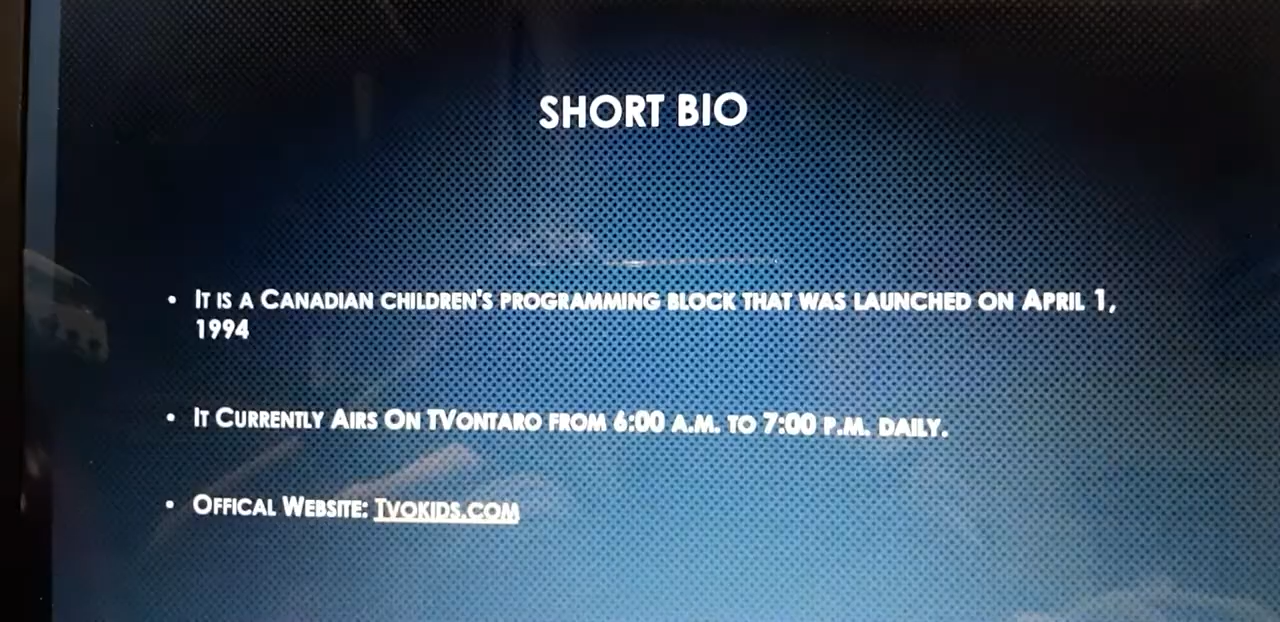 SHORT BIO
• IT IS A CANADIAN CHILDREN'S PROGRAMMING BLOCK THAT WAS LAUNCHED ON APRIL 1,
1994
• IT CURRENTLY AIRS ON TVONTARO FROM 6:00 A.M. TO 7:00 P.M. DAILY.
• OFFICAL WEBSITE: TVOKIDS.COM